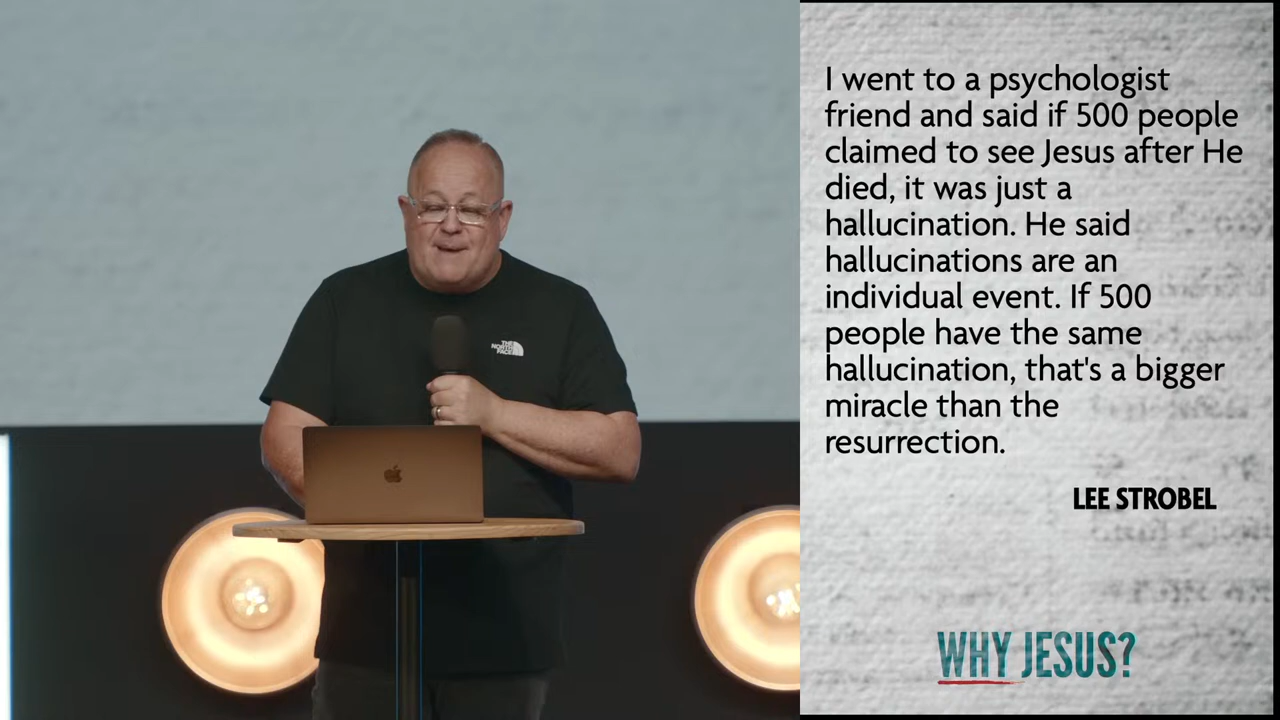 I went to a psychologist
friend and said if 500 people
claimed to see Jesus after He
died, it was just a
hallucination. He said
hallucinations are an
individual event. If 500
people have the same
hallucination, that's a bigger
miracle than the
resurrection.
LEE STROBEL
WHY JESUS?
THE
NORTH
FACE